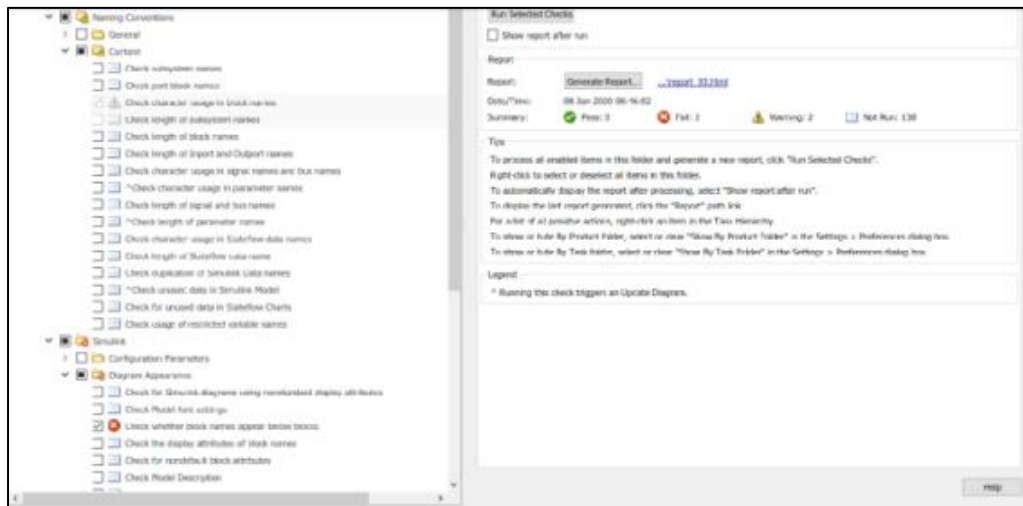 Naming Conventions
General
Content
Check subsystem names
Check port block names
Check character usage in block names
Check length of subsystem names
Check length of block names
Check length of Inport and Outport names
Check character usage in signal names and bus names
^Check character usage in parameter names
Check length of signal and bus names
^Check length of parameter names
Check character usage in Stateflow data names
Check length of Stateflow data name
Check duplication of Simulink data names
^Check unused data in Simulink Model
Check for unused data in Stateflow Charts
Check usage of restricted variable names
Simulink
Configuration Parameters
Diagram Appearance
Check for Simulink diagrams using nonstandard display attributes
Check Model font settings
Check whether block names appear below blocks
Check the display attributes of block names
Check for nondefault block attributes
Check Model Description
Run Selected Checks
Show report after run
Report
Report: Generate Report... ...\report_33.html
Date/Time: 08 Jan 2020
Summary: Pass: Fail: Warning: 2 Not Run: 138
Tips
To process all enabled items in this folder and generate a new report, click "Run Selected Checks".
Right-click to select or deselect all items in this folder.
To automatically display the report after processing, select "Show report after run".
To display the last report generated, click the "Report" path link
For a list of all possible actions, right-click an item in the Task Hierarchy.
To show or hide By Product Folder, select or clear "Show By Product Folder" in the Settings > Preferences dialog box.
To show or hide By Task folder, select or clear "Show By Task Folder" in the Settings > Preferences dialog box.
Legend
^ Running this check triggers an Update Diagram.
Help